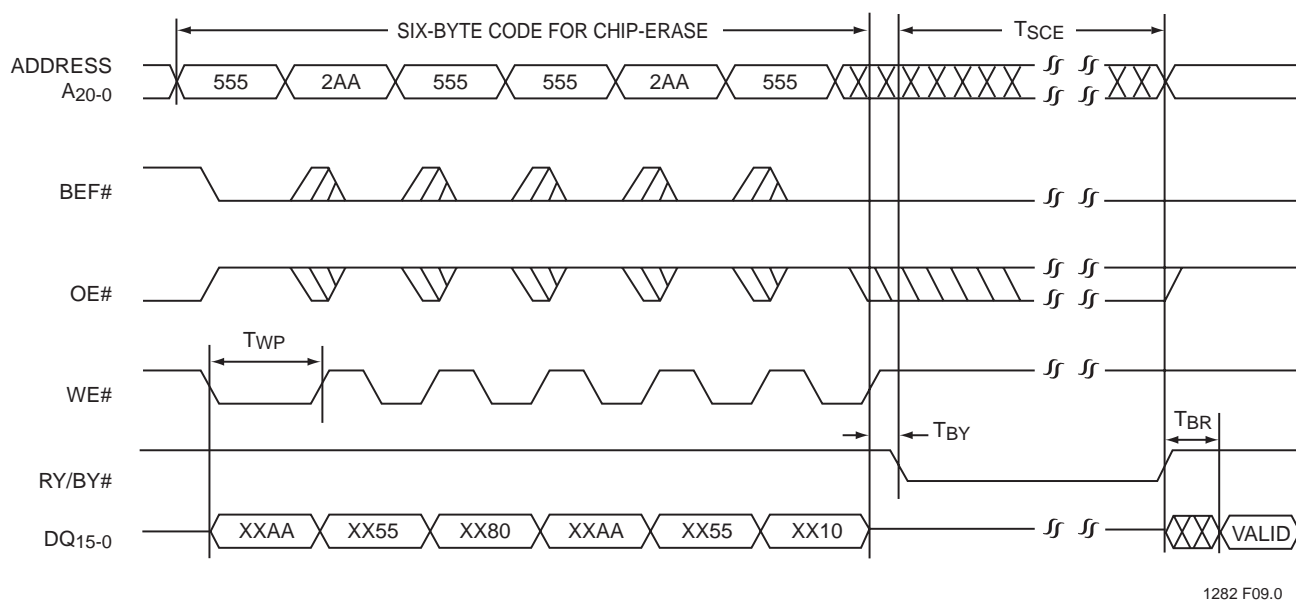 SIX-BYTE CODE FOR CHIP-ERASE TSCE
ADDRESS
A20-0
555 2AA 555 555 2AA 555
BEF#
OE#
TWP
WE#
TBY TBR
RY/BY#
DQ15-0 XXAA XX55 XX80 XXAA XX55 XX10 VALID
1282 F09.0